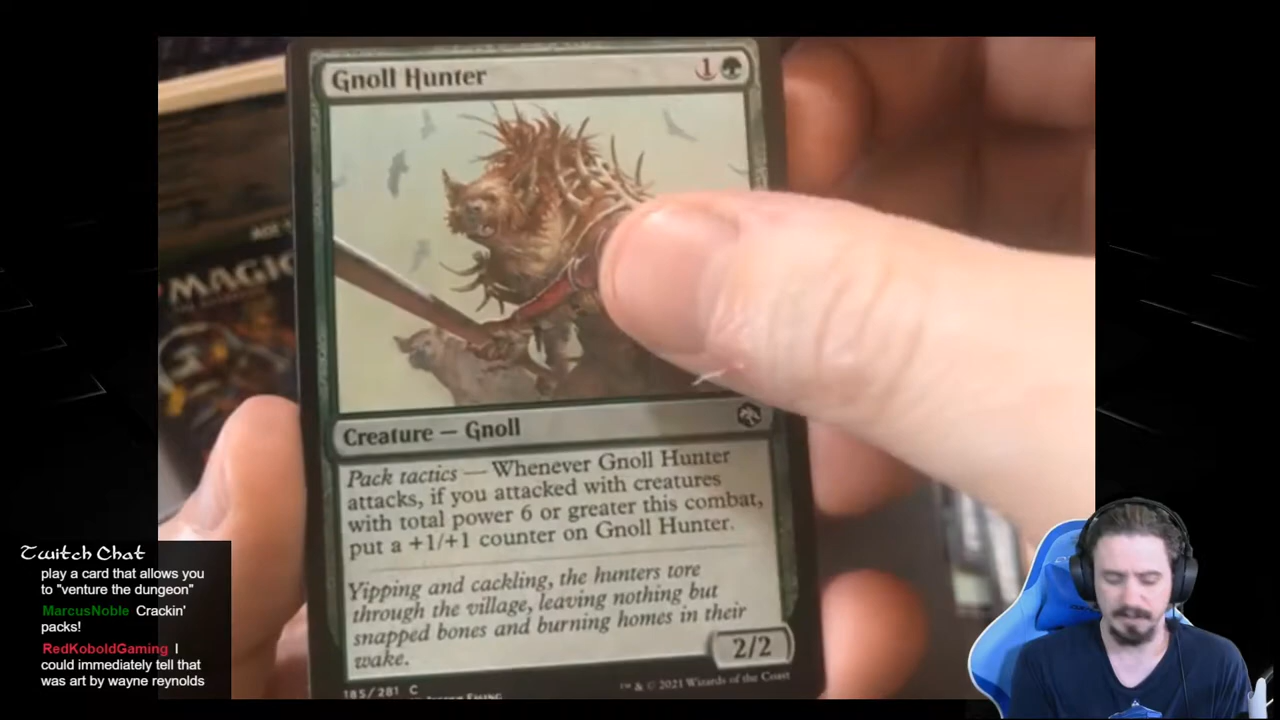 Gnoll Hunter
1
MAGIC
Creature — Gnoll
Pack tactics — Whenever Gnoll Hunter
attacks, if you attacked with creatures
with total power 6 or greater this combat,
put a +1/+1 counter on Gnoll Hunter.
Yipping and cackling, the hunters tore
through the village, leaving nothing but
snapped bones and burning homes in their
wake.
2/2
185/281 C
™ & © 2021 Wizards of the Coast
Twitch Chat
play a card that allows you
to "venture the dungeon"
MarcusNoble Crackin'
packs!
RedKoboldGaming I
could immediately tell that
was art by wayne reynolds